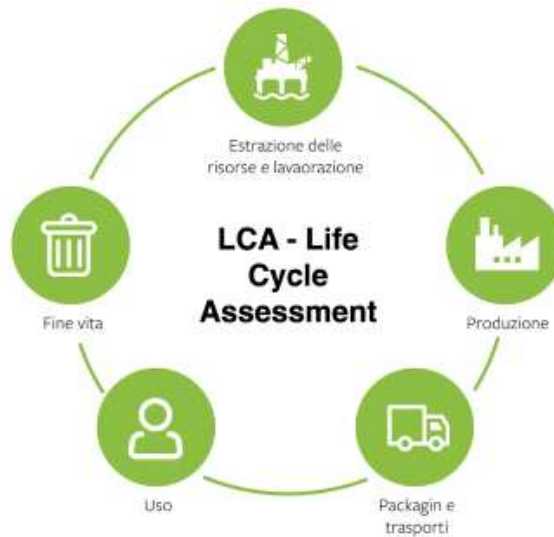 Estrazione delle
risorse e lavaorazione
LCA - Life
Cycle
Assessment
Fine vita
Produzione
Uso
Packagin e
trasporti